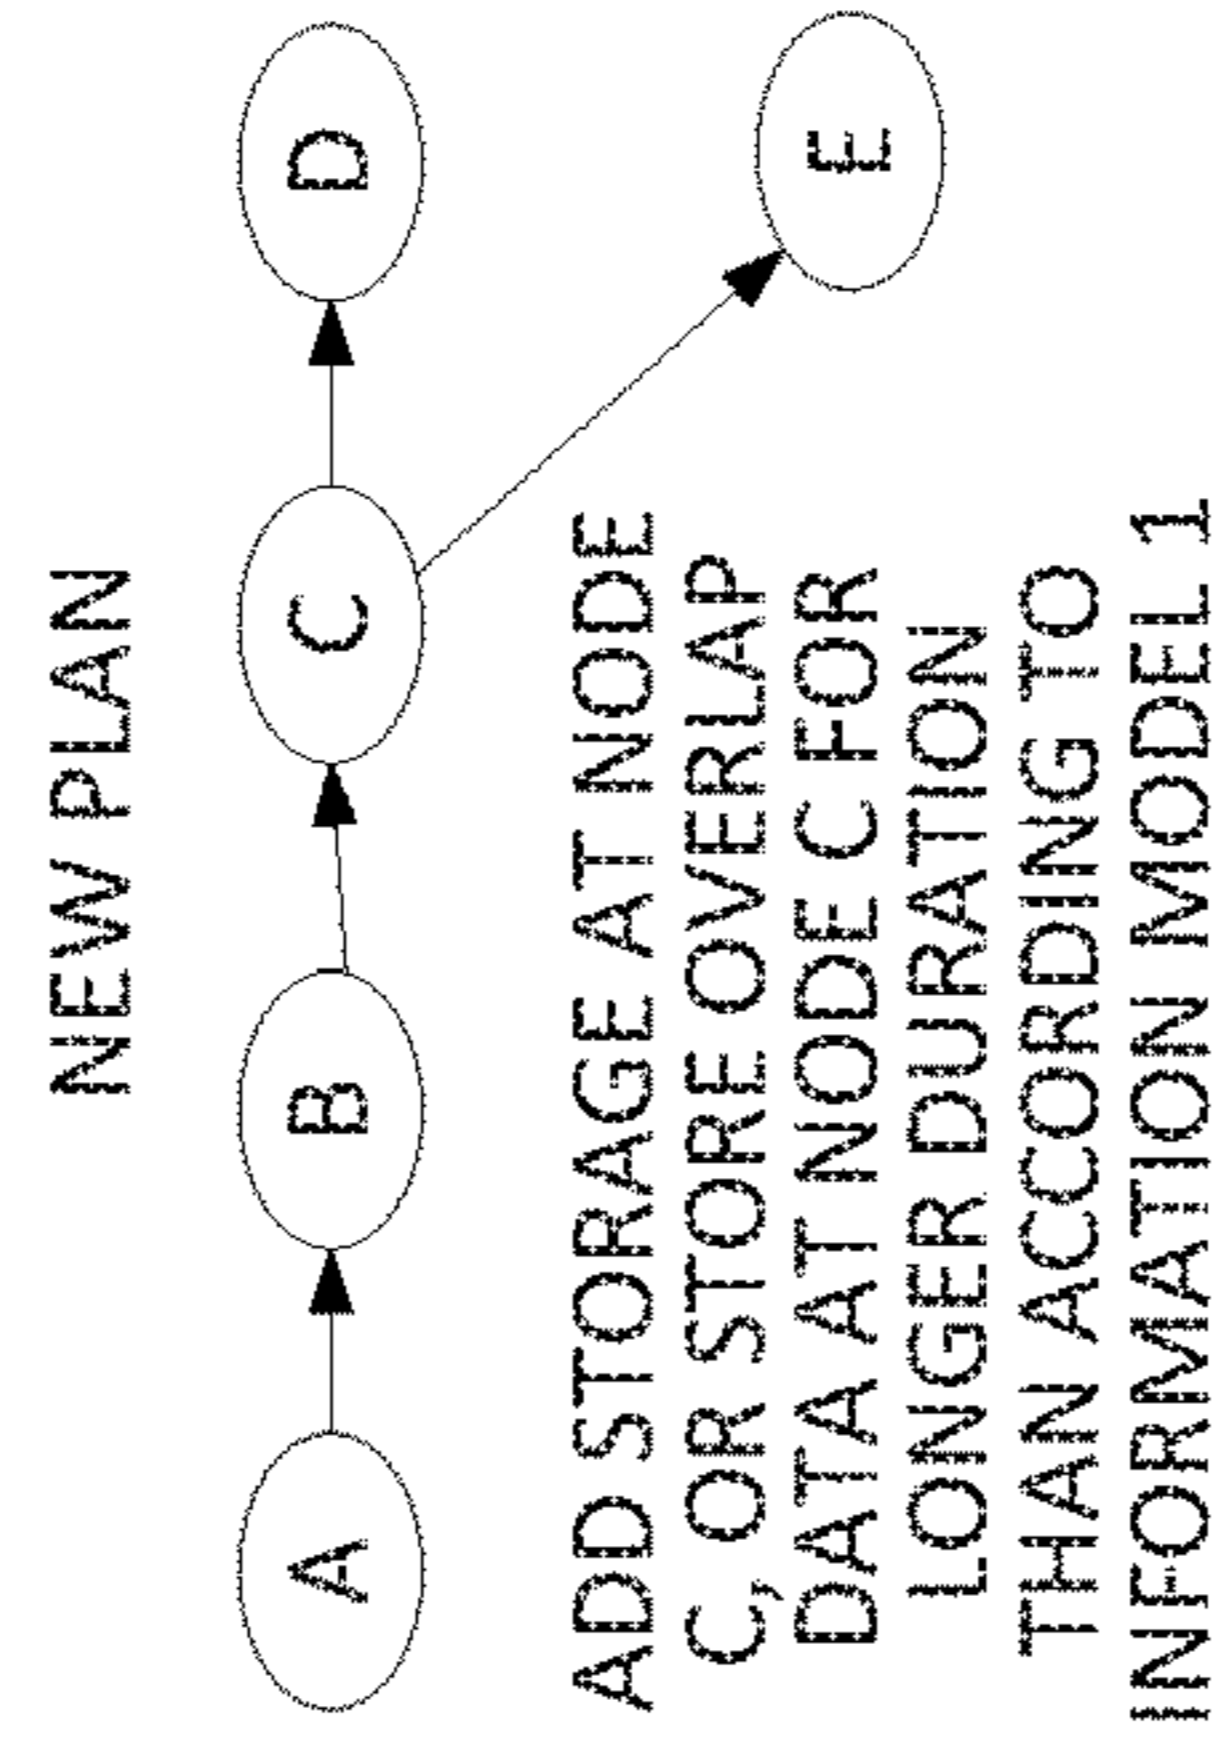 NEW PLAN
A
B
C
D
E
ADD STORAGE AT NODE
C, OR STORE OVERLAP
DATA AT NODE C FOR
LONGER DURATION
THAN ACCORDING TO
INFORMATION MODEL 1